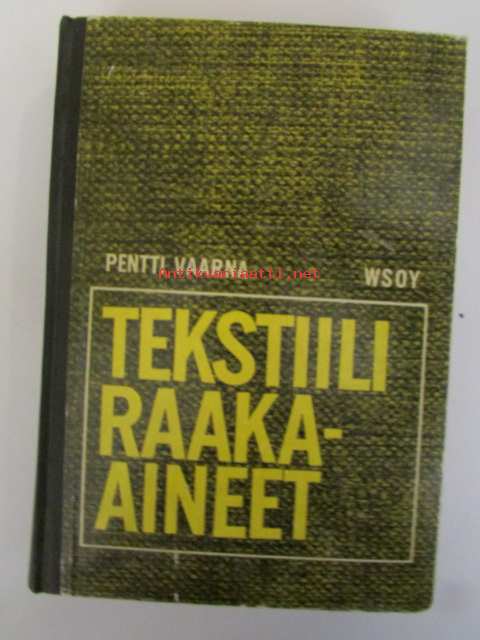 PENTTI VAARNA WSOY
Antikvariaatti.net
TEKSTIILI
RAAKA-
AINEET